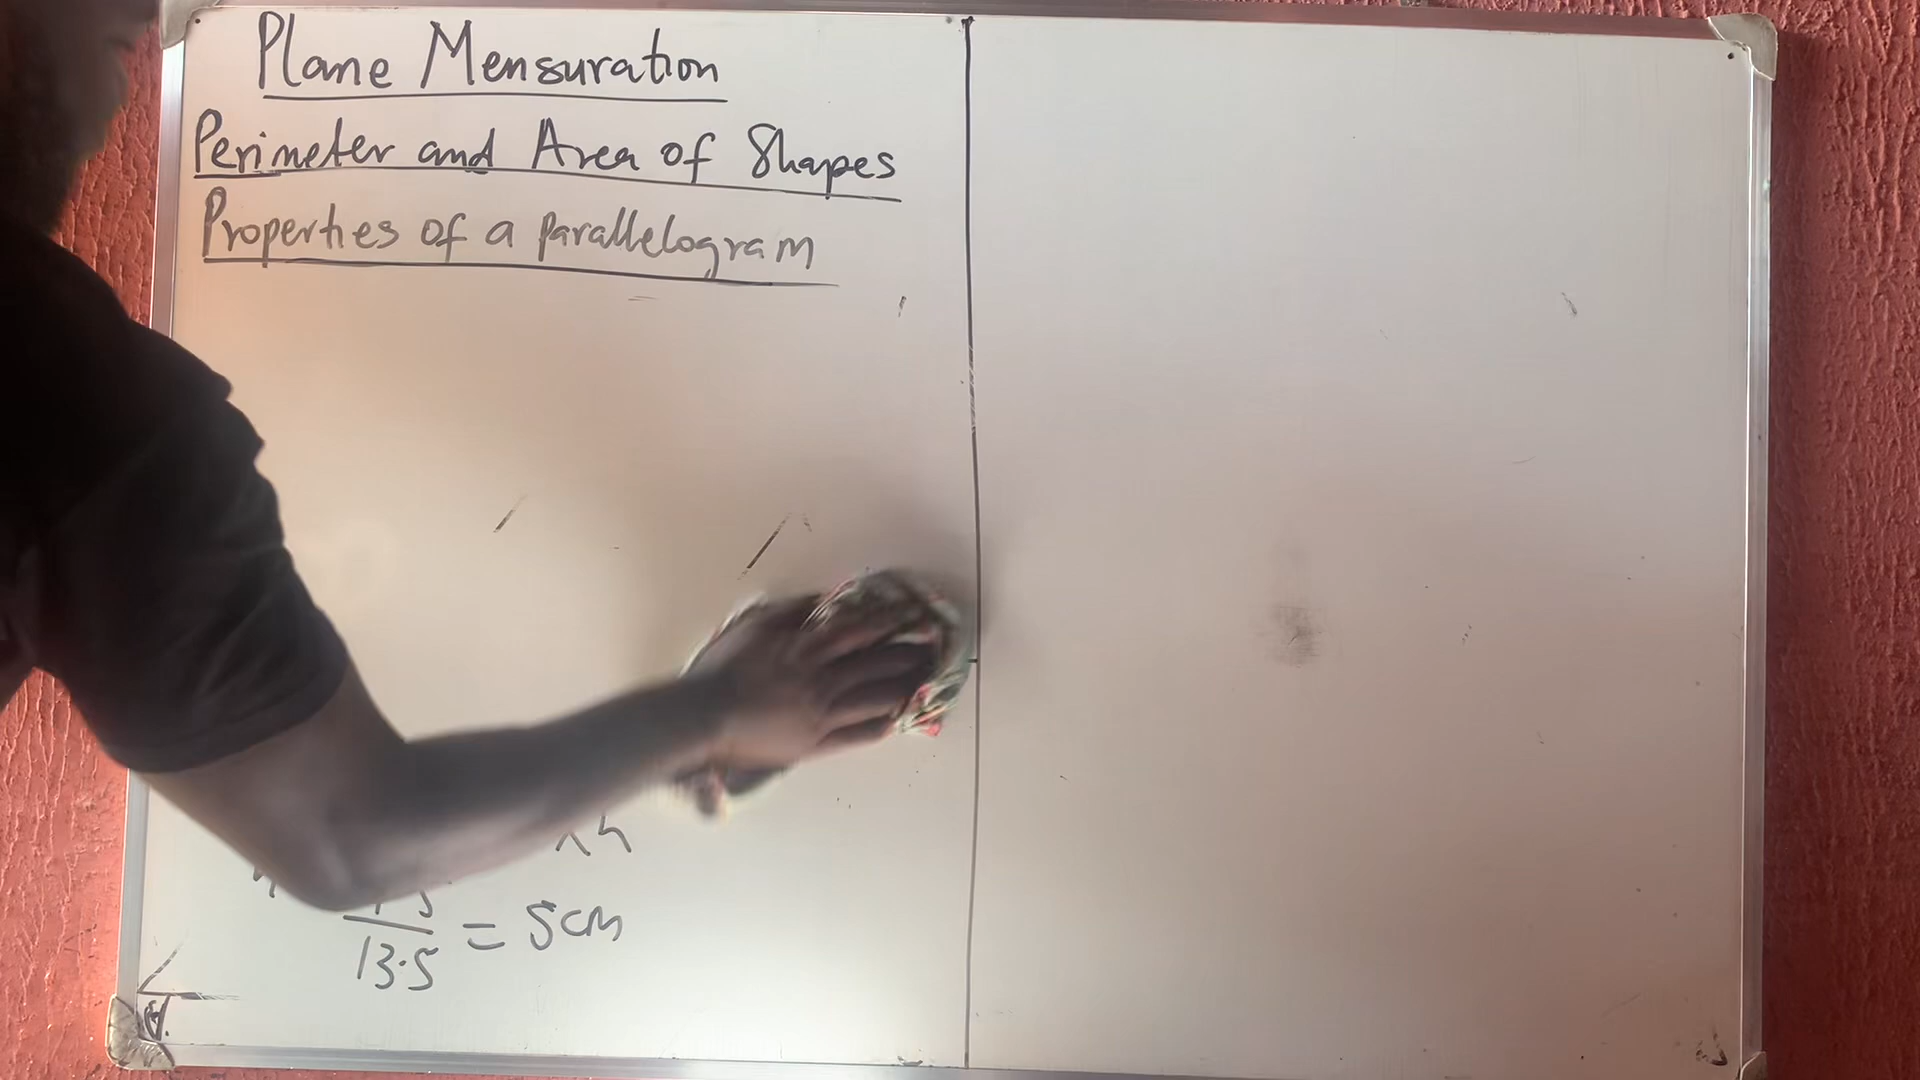 Plane Mensuration
Perimeter and Area of Shapes
Properties of a parallelogram
13.5 = 5cm